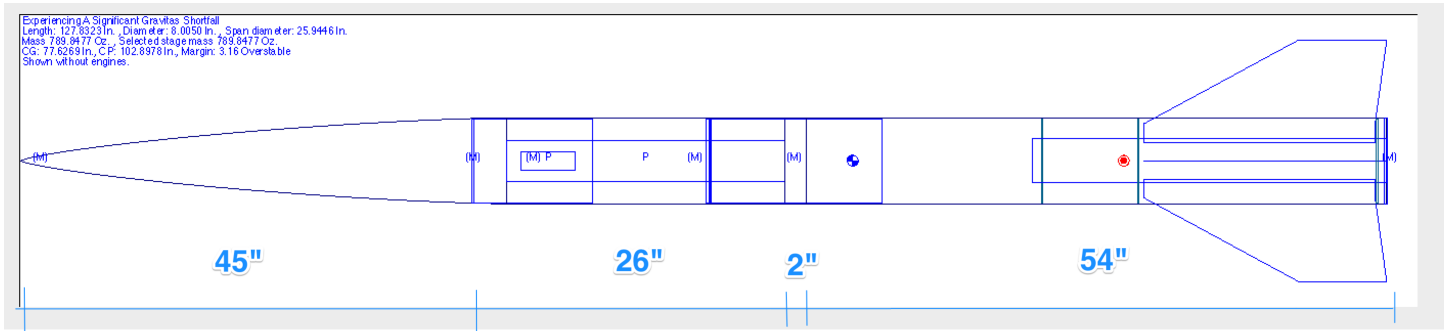 Experiencing A Significant Gravitas Shortfall
Length: 127.8323 In. , Diameter: 8.0050 In. , Span diameter: 25.9446 In.
Mass 789.8477 Oz. , Selected stage mass 789.8477 Oz.
CG: 77.6269 In., CP: 102.8978 In., Margin: 3.16 Overstable
Shown without engines.
(M) (M) (M) P P (M) (M) (M)
45" 26" 2" 54"